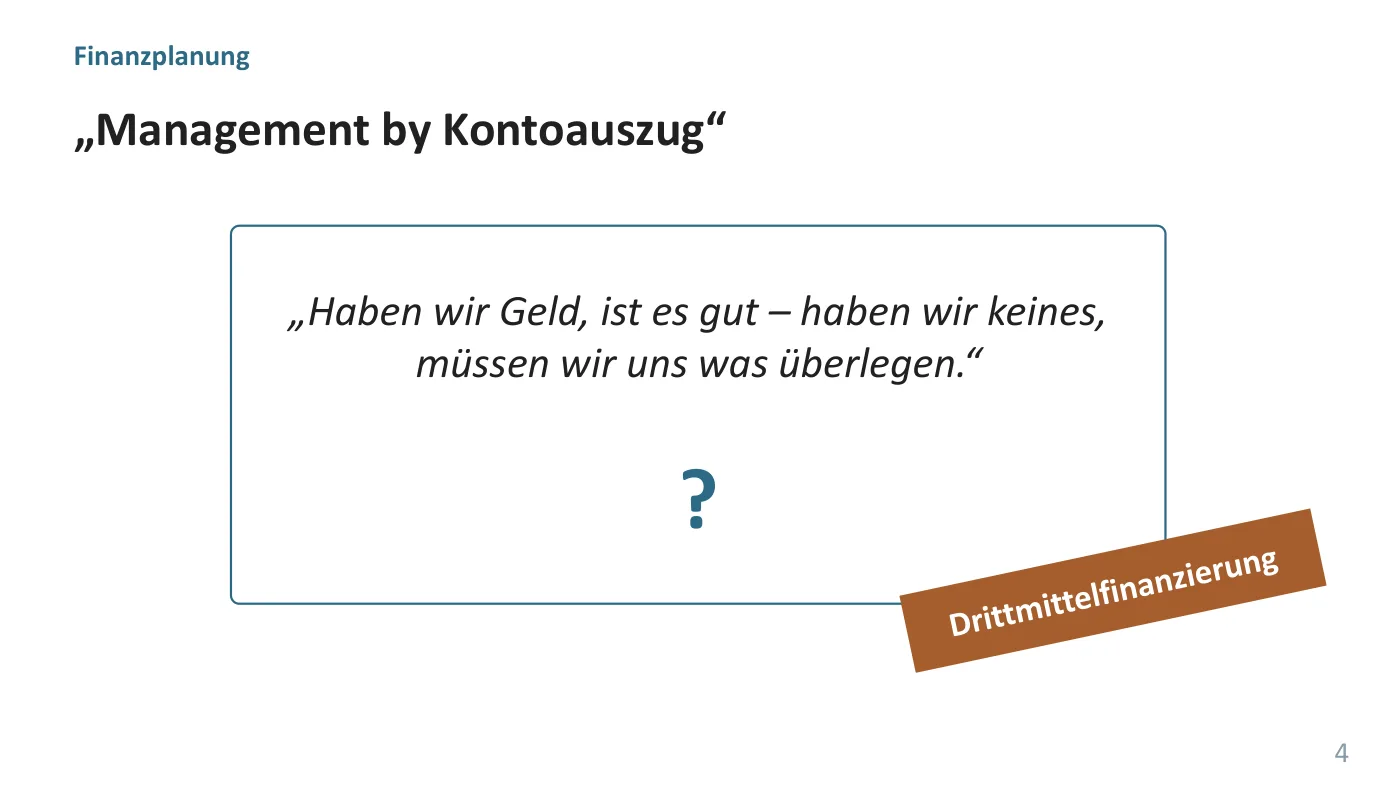 Finanzplanung
„Management by Kontoauszug“
„Haben wir Geld, ist es gut – haben wir keines,
müssen wir uns was überlegen.“
?
Drittmittelfinanzierung
4